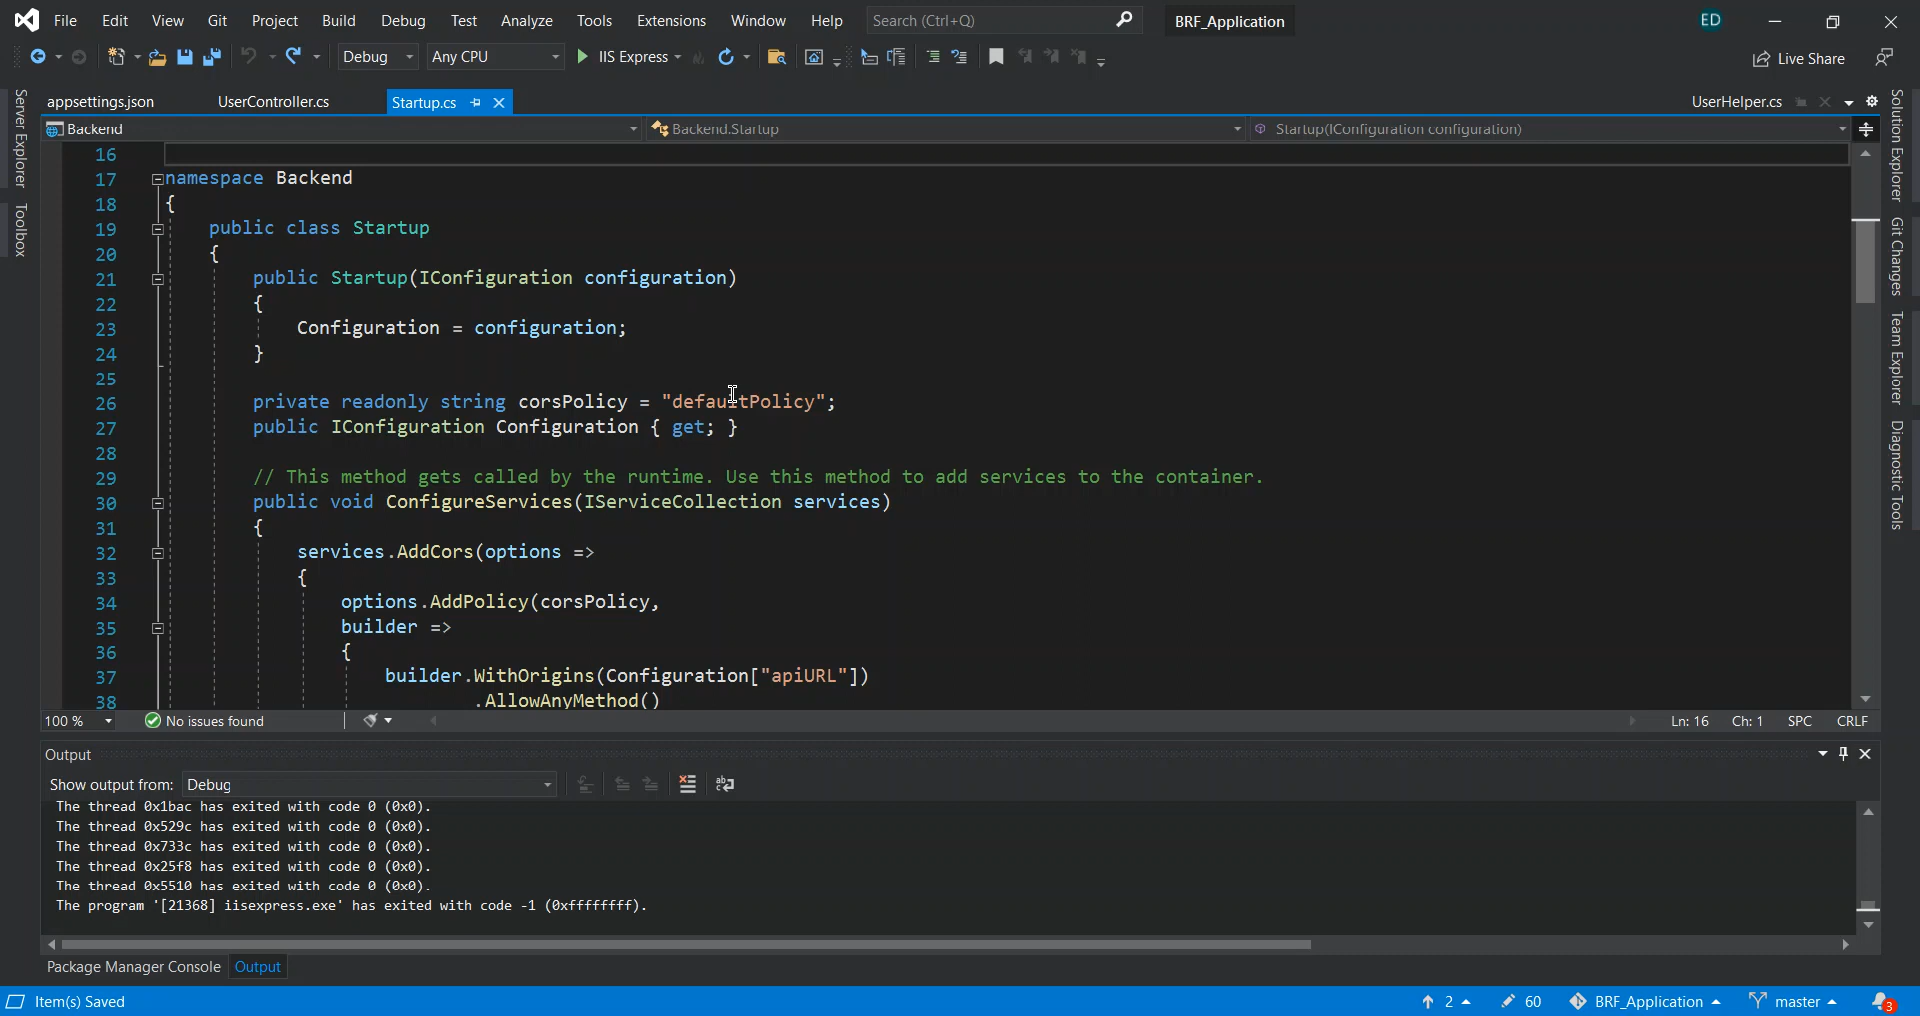 File Edit View Git Project Build Debug Test Analyze Tools Extensions Window Help Search (Ctrl+Q) BRF_Application ED
Debug Any CPU IIS Express Live Share
appsettings.json UserController.cs Startup.cs UserHelper.cs
Backend Backend.Startup Startup(IConfiguration configuration)
Server Explorer
Toolbox
Solution Explorer
Git Changes
Team Explorer
Diagnostic Tools
16
17 namespace Backend
18 {
19 public class Startup
20 {
21 public Startup(IConfiguration configuration)
22 {
23 Configuration = configuration;
24 }
25
26 private readonly string corsPolicy = "defaultPolicy";
27 public IConfiguration Configuration { get; }
28
29 // This method gets called by the runtime. Use this method to add services to the container.
30 public void ConfigureServices(IServiceCollection services)
31 {
32 services.AddCors(options =>
33 {
34 options.AddPolicy(corsPolicy,
35 builder =>
36 {
37 builder.WithOrigins(Configuration["apiURL"])
38 .AllowAnyMethod()
100 % No issues found Ln: 16 Ch: 1 SPC CRLF
Output
Show output from: Debug
The thread 0x1bac has exited with code 0 (0x0).
The thread 0x529c has exited with code 0 (0x0).
The thread 0x733c has exited with code 0 (0x0).
The thread 0x25f8 has exited with code 0 (0x0).
The thread 0x5510 has exited with code 0 (0x0).
The program '[21368] iisexpress.exe' has exited with code -1 (0xffffffff).
Package Manager Console Output
Item(s) Saved 2 60 BRF_Application master 3